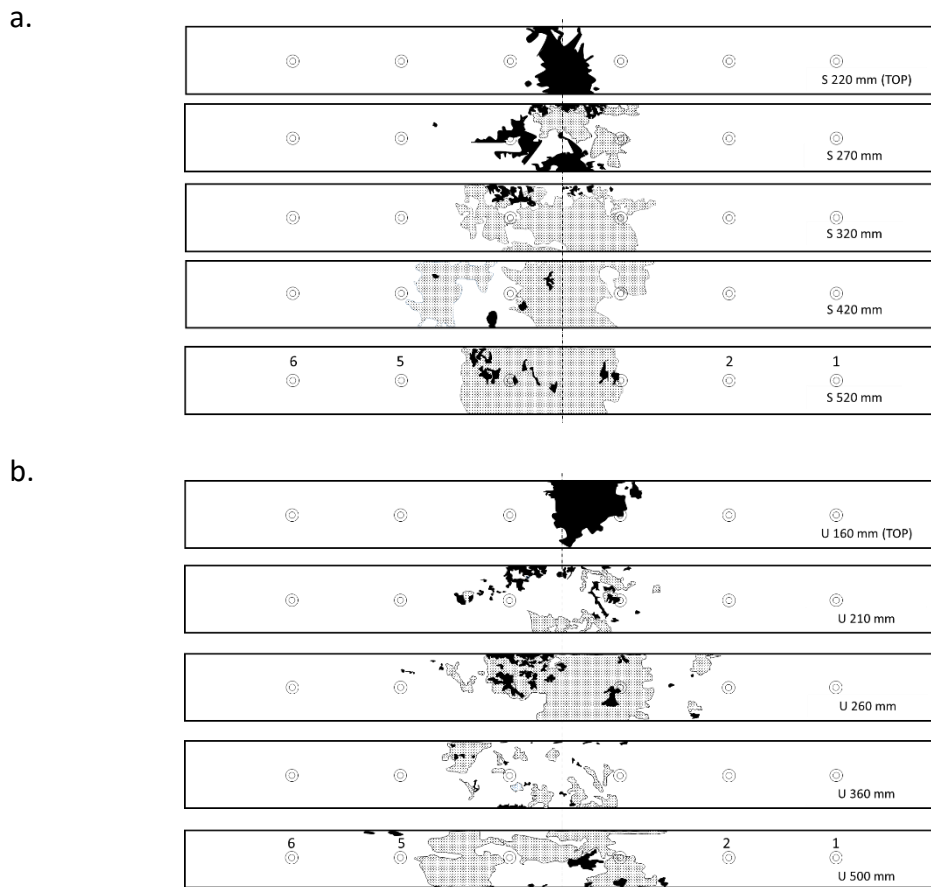 a.
S 220 mm (TOP)
S 270 mm
S 320 mm
S 420 mm
6 5 2 1
S 520 mm
b.
U 160 mm (TOP)
U 210 mm
U 260 mm
U 360 mm
6 5 2 1
U 500 mm